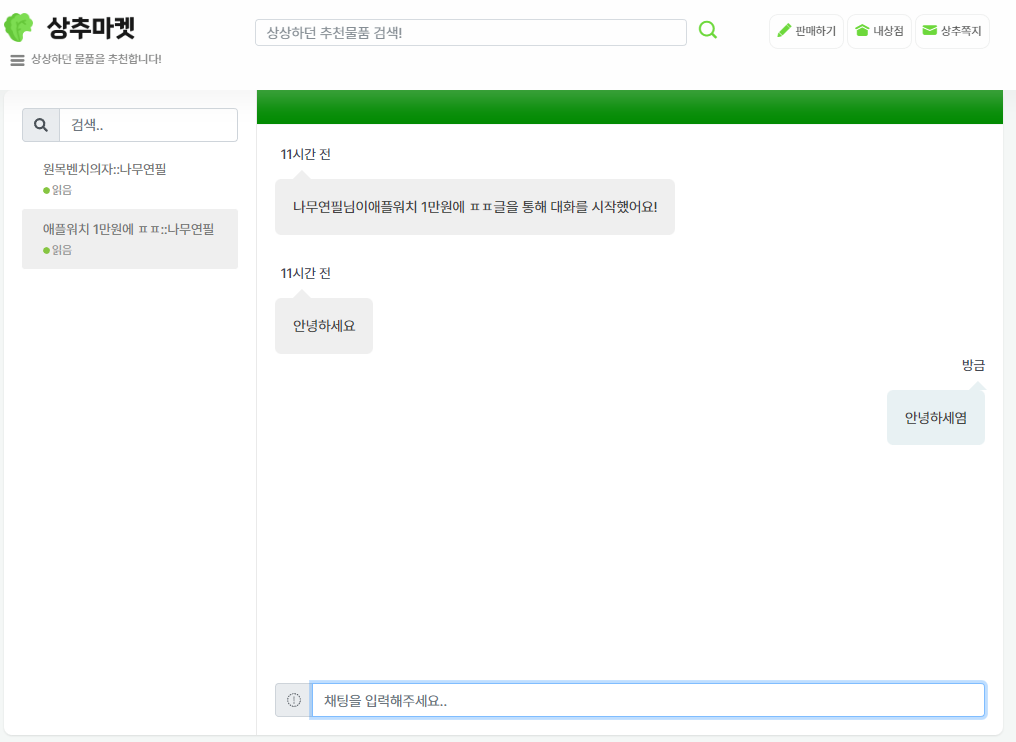 상추마켓
상상하던 물품을 추천합니다!
상상하던 추천물품 검색!
판매하기
내상점
상추쪽지
검색..
원목벤치의자::나무연필
읽음
애플워치 1만원에 ㅍㅍ::나무연필
읽음
11시간 전
나무연필님이애플워치 1만원에 ㅍㅍ글을 통해 대화를 시작했어요!
11시간 전
안녕하세요
방금
안녕하세염
채팅을 입력해주세요..